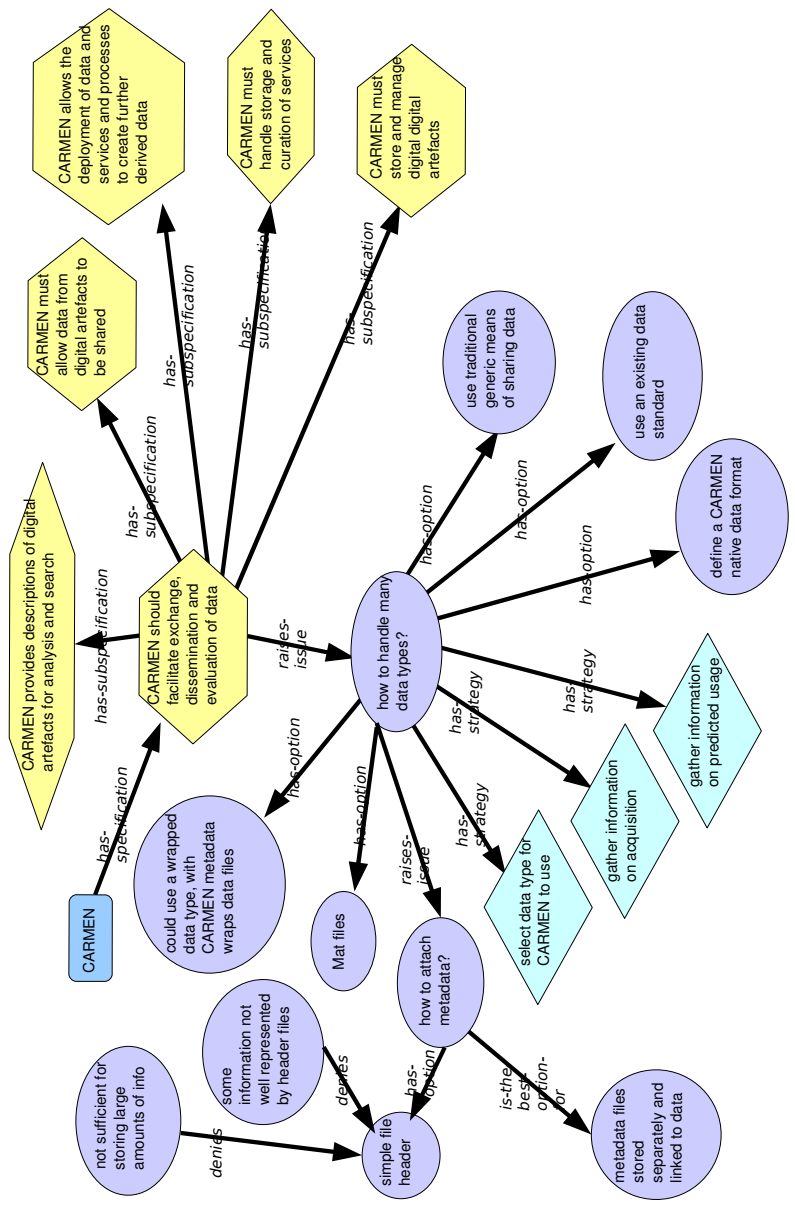 CARMEN provides descriptions of digital
artefacts for analysis and search
CARMEN must
allow data from
digital artefacts to
be shared
CARMEN allows the
deployment of data and
services and processes
to create further
derived data
CARMEN
has-
specification
has-subspecification
has-
subspecification
has-
subspecification
not sufficient for
storing large
amounts of info
could use a wrapped
data type, with
CARMEN metadata
wraps data files
CARMEN should
facilitate exchange,
dissemination and
evaluation of data
has-
subspecification
CARMEN must
handle storage and
curation of services
denies
some
information not
well represented
by header files
has-option
raises-
issue
has-
subspecification
CARMEN must
store and manage
digital digital
artefacts
denies
Mat files
has-option
how to handle many
data types?
simple file
header
has-
option
how to attach
metadata?
raises-
issue
has-option
use traditional
generic means
of sharing data
is-the-
best-
option-
for
has-
strategy
has-
strategy
has-option
select data type for
CARMEN to use
has-
strategy
has-option
use an existing data
standard
metadata files
stored
separately and
linked to data
gather information
on acquisition
gather information
on predicted usage
define a CARMEN
native data format